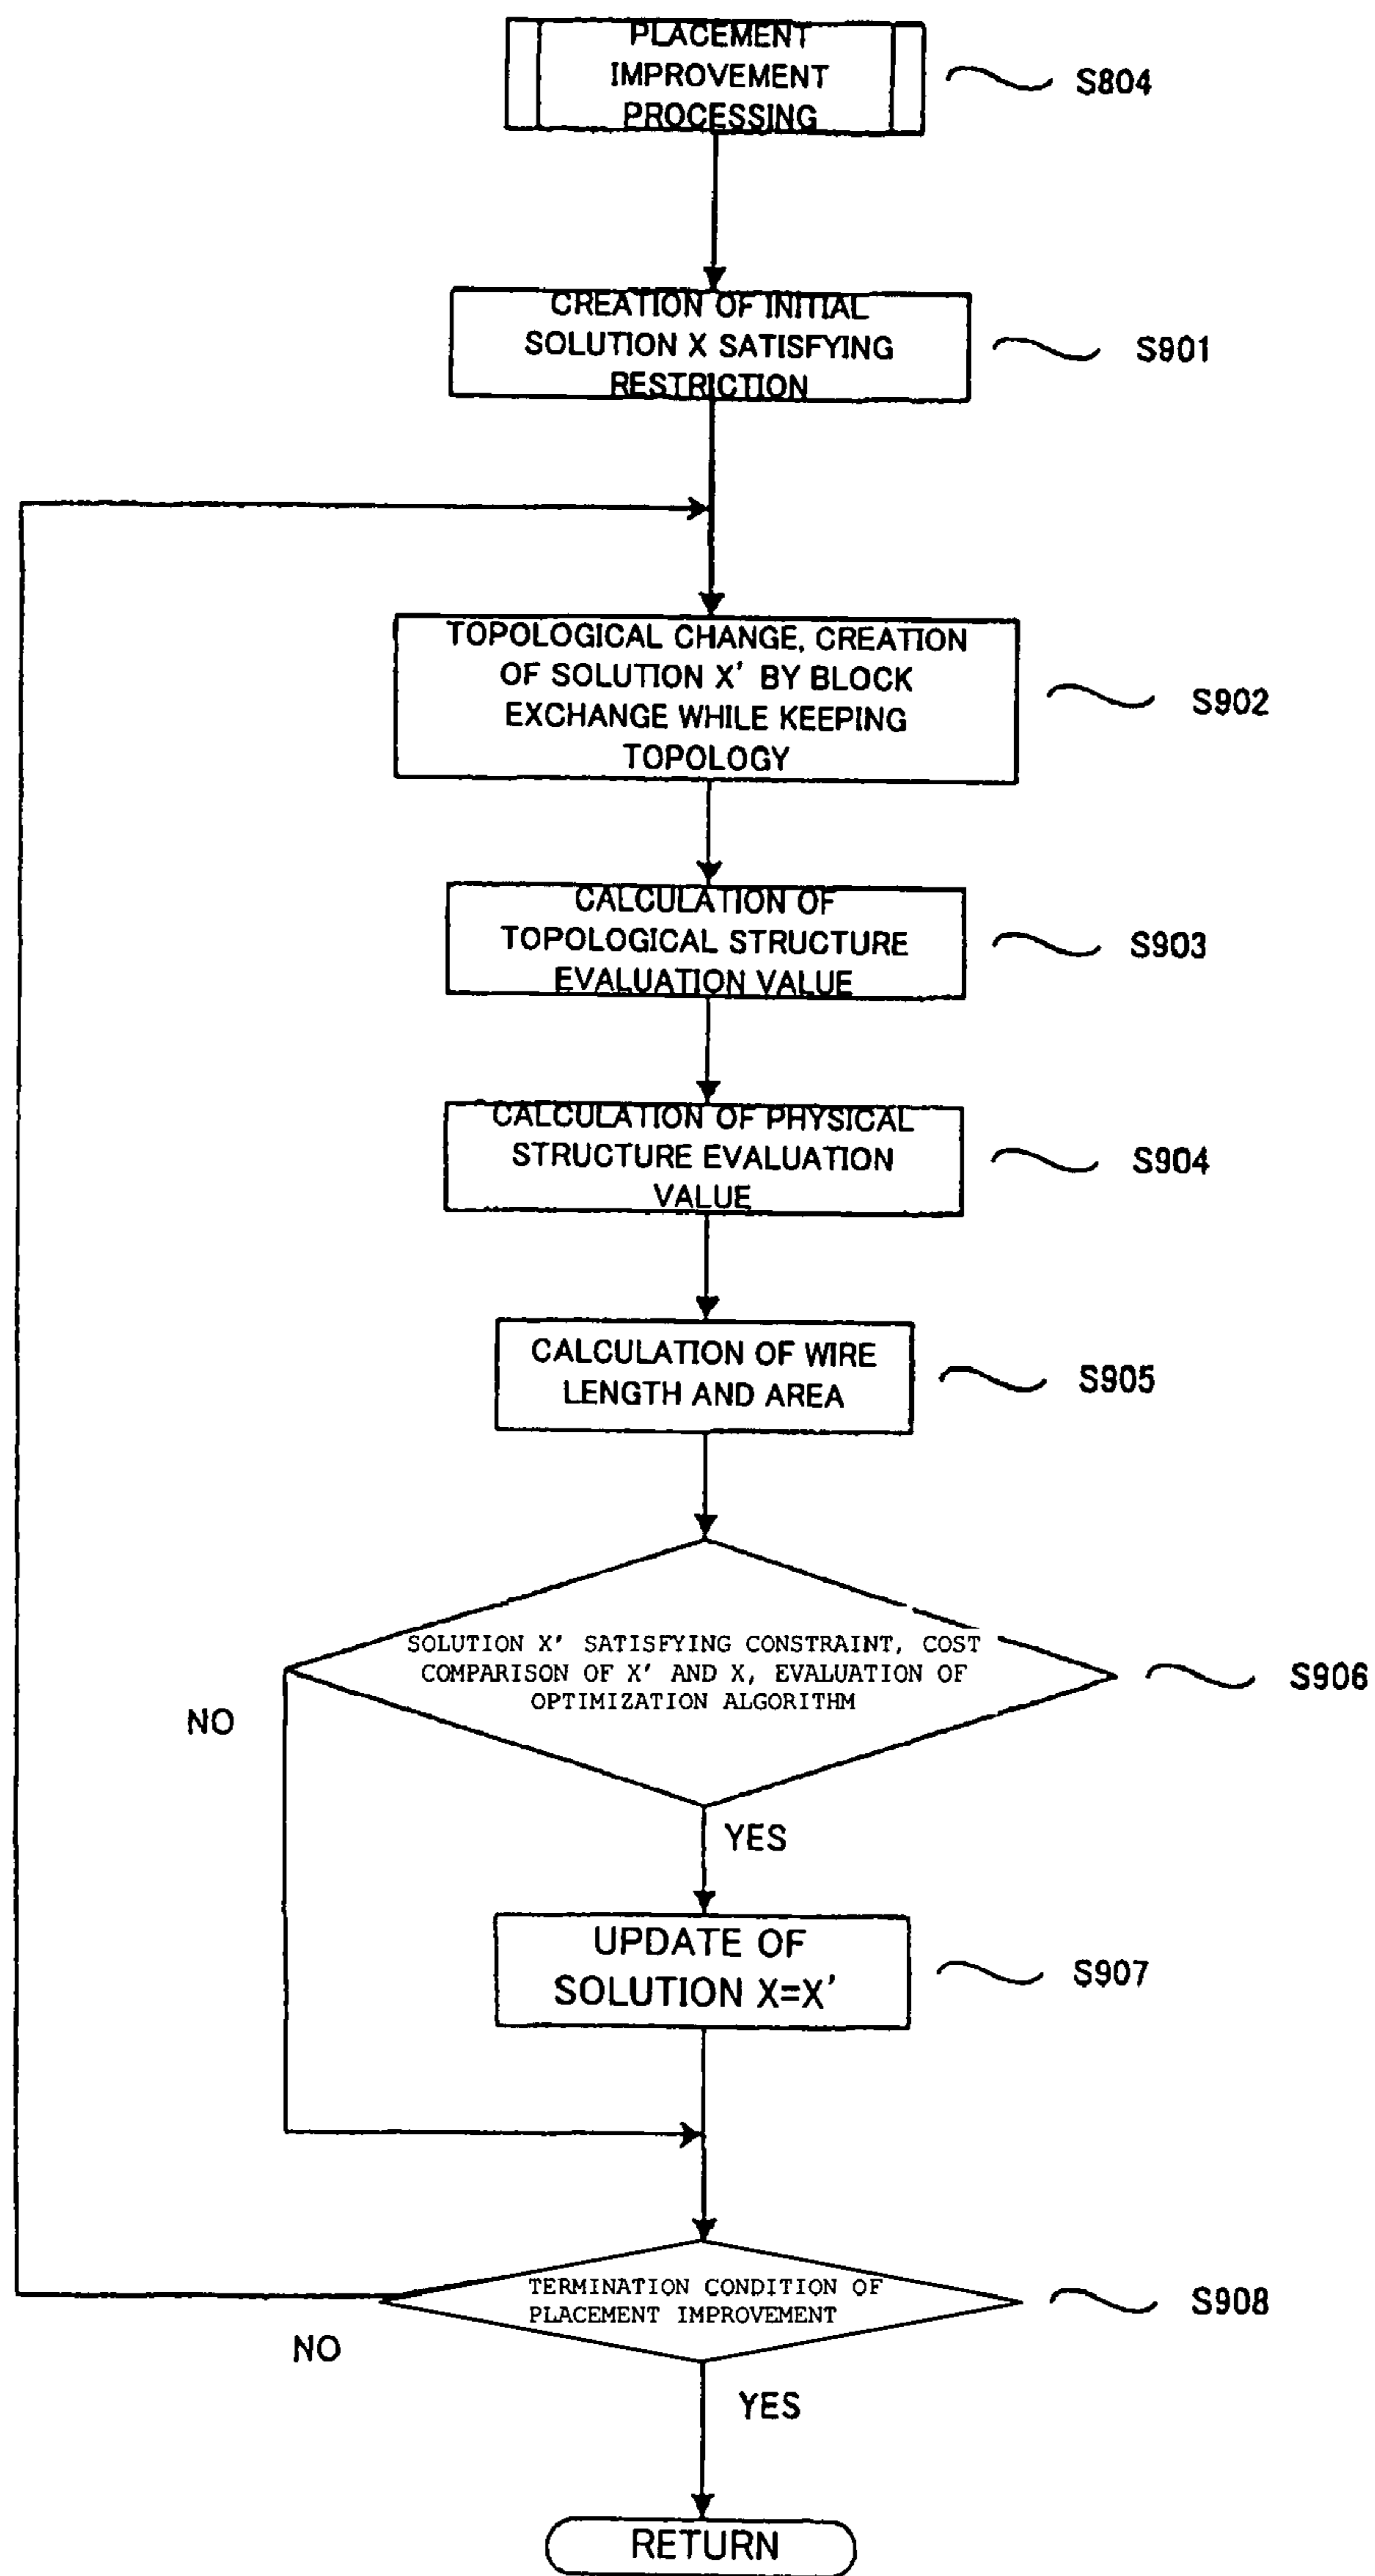 PLACEMENT
IMPROVEMENT
PROCESSING
S804
CREATION OF INITIAL
SOLUTION X SATISFYING
RESTRICTION
S901
TOPOLOGICAL CHANGE, CREATION
OF SOLUTION X' BY BLOCK
EXCHANGE WHILE KEEPING
TOPOLOGY
S902
CALCULATION OF
TOPOLOGICAL STRUCTURE
EVALUATION VALUE
S903
CALCULATION OF PHYSICAL
STRUCTURE EVALUATION
VALUE
S904
CALCULATION OF WIRE
LENGTH AND AREA
S905
SOLUTION X' SATISFYING CONSTRAINT, COST
COMPARISON OF X' AND X, EVALUATION OF
OPTIMIZATION ALGORITHM
S906
NO
YES
UPDATE OF
SOLUTION X=X'
S907
TERMINATION CONDITION OF
PLACEMENT IMPROVEMENT
S908
NO
YES
RETURN